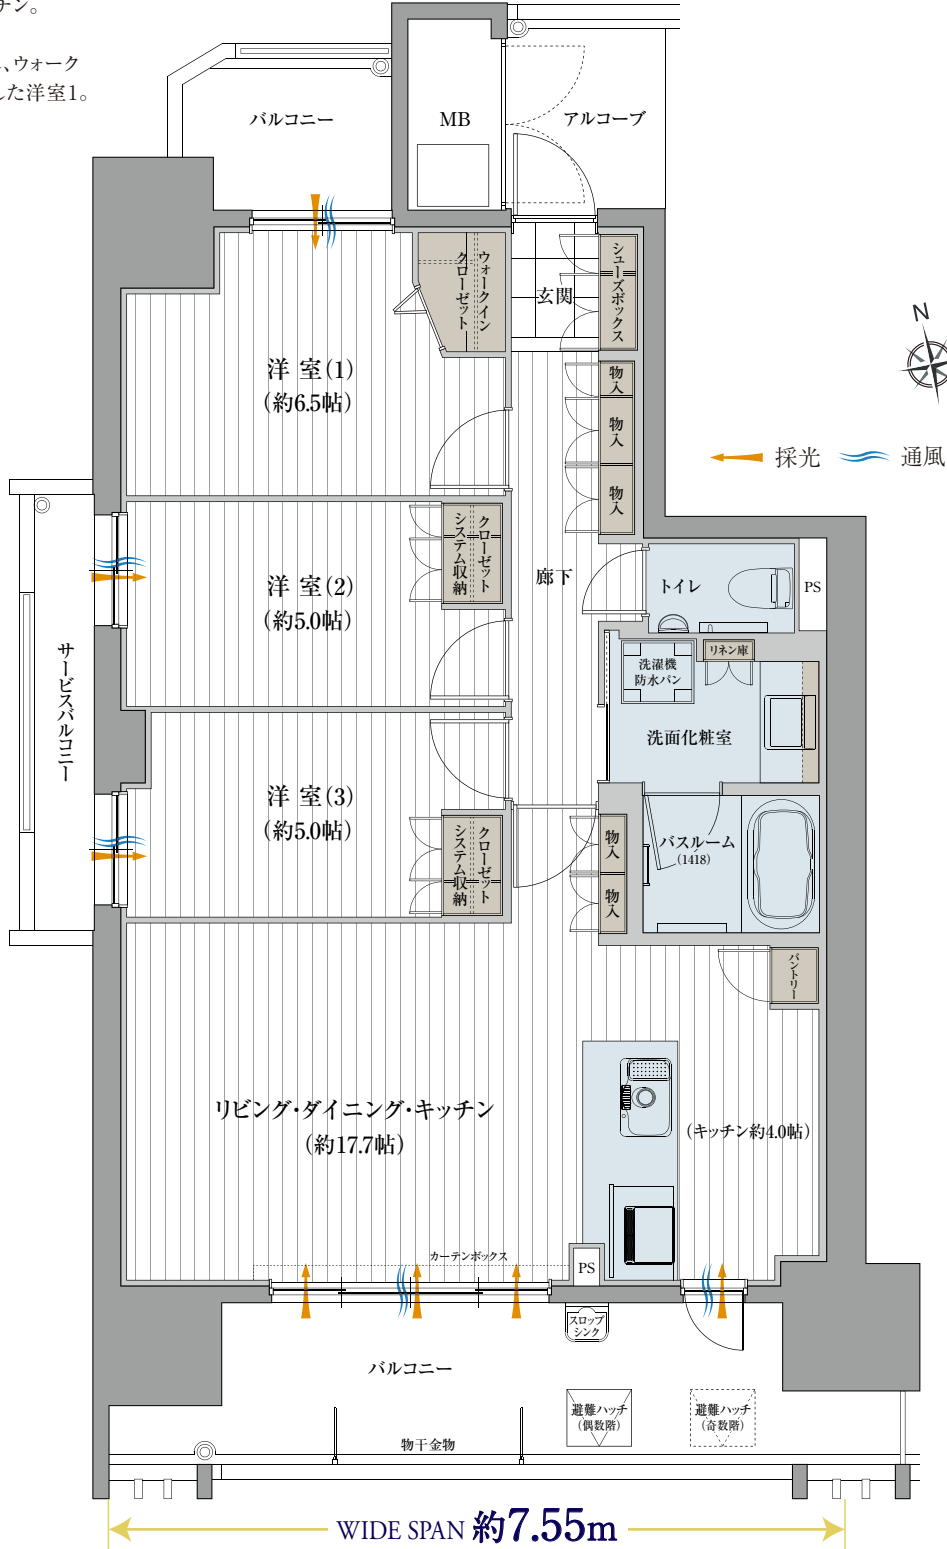 チン。
、ウォーク
した洋室1。
バルコニー
MB
アルコーブ
ウォークイン
クローゼット
玄関
シューズボックス
N
洋 室(1)
(約6.5帖)
物入
物入
物入
採光
通風
洋 室(2)
(約5.0帖)
クローゼット
システム収納
廊下
トイレ
PS
サービスバルコニー
洗濯機
防水パン
リネン庫
洗面化粧室
洋 室(3)
(約5.0帖)
クローゼット
システム収納
物入
物入
バスルーム
(1418)
パントリー
リビング・ダイニング・キッチン
(約17.7帖)
(キッチン約4.0帖)
カーテンボックス
PS
スロップ
シンク
バルコニー
避難ハッチ
(偶数階)
避難ハッチ
(奇数階)
物干金物
WIDE SPAN 約7.55m